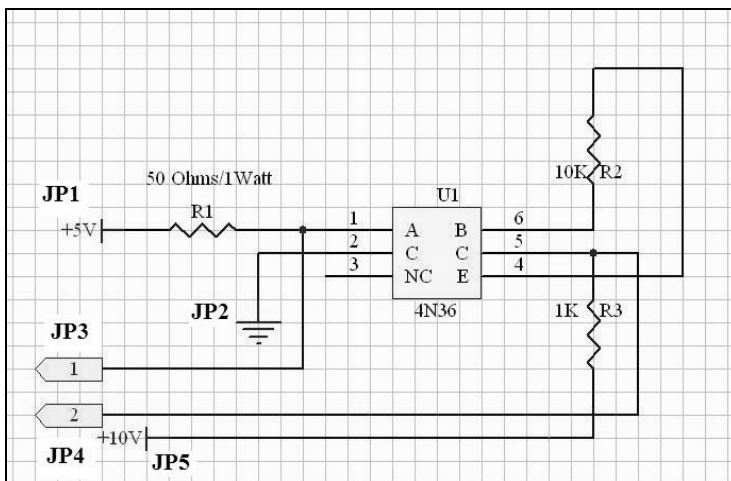 50 Ohms/1Watt
JP1
R1
+5V
U1
10K R2
1 A B 6
2 C C 5
3 NC E 4
JP2
4N36
1K R3
JP3
1
2
+10V
JP4
JP5